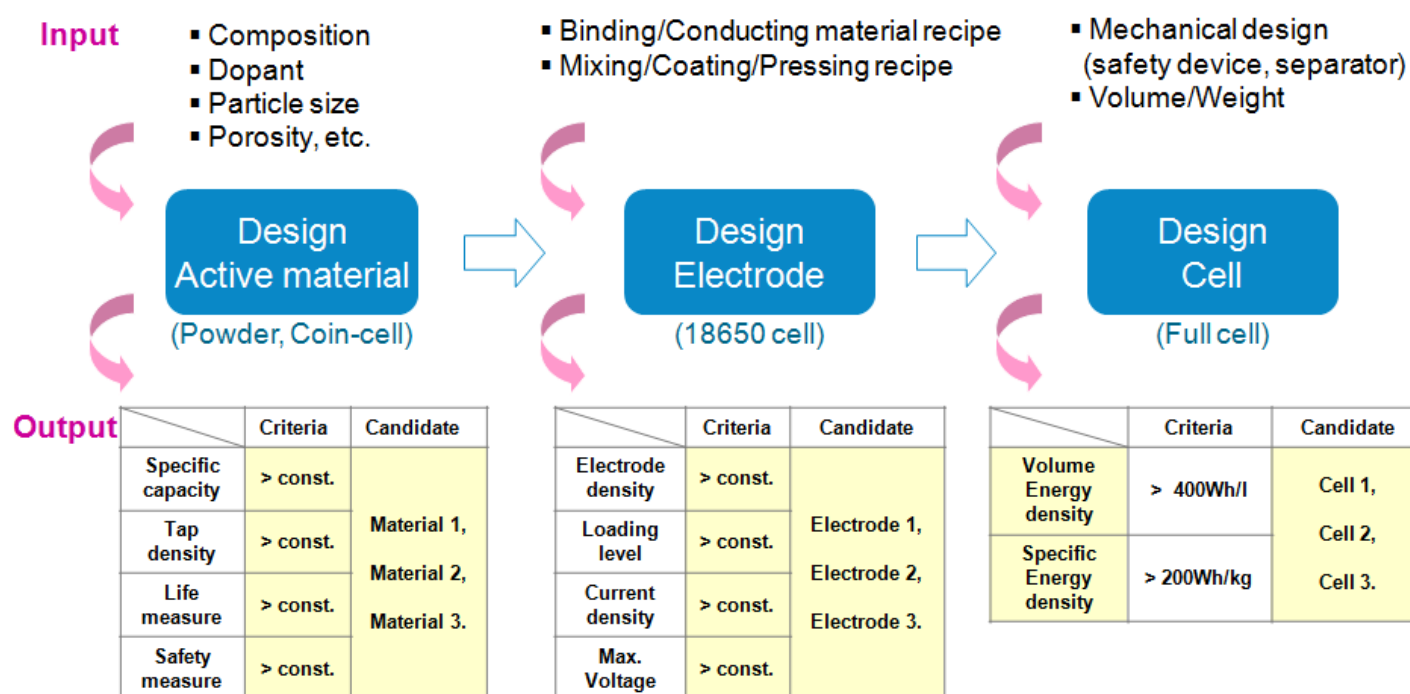 Input
▪ Composition
▪ Dopant
▪ Particle size
▪ Porosity, etc.
▪ Binding/Conducting material recipe
▪ Mixing/Coating/Pressing recipe
▪ Mechanical design
(safety device, separator)
▪ Volume/Weight
Design
Active material
(Powder, Coin-cell)
Design
Electrode
(18650 cell)
Design
Cell
(Full cell)
Output
Criteria
Candidate
Specific
capacity
> const.
Tap
density
> const.
Life
measure
> const.
Safety
measure
> const.
Material 1,
Material 2,
Material 3.
Criteria
Candidate
Electrode
density
> const.
Loading
level
> const.
Current
density
> const.
Max.
Voltage
> const.
Electrode 1,
Electrode 2,
Electrode 3.
Criteria
Candidate
Volume
Energy
density
> 400Wh/l
Specific
Energy
density
> 200Wh/kg
Cell 1,
Cell 2,
Cell 3.